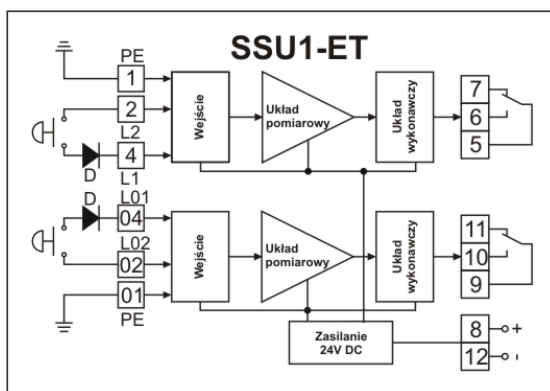 SSU1-ET
PE
1
2
L2
4
D
L1
D
L01
04
L02
02
01
PE
Wejście
Układ
pomiarowy
Układ
wykonawczy
7
6
5
Wejście
Układ
pomiarowy
Układ
wykonawczy
11
10
9
Zasilanie
24V DC
8
+
12
-